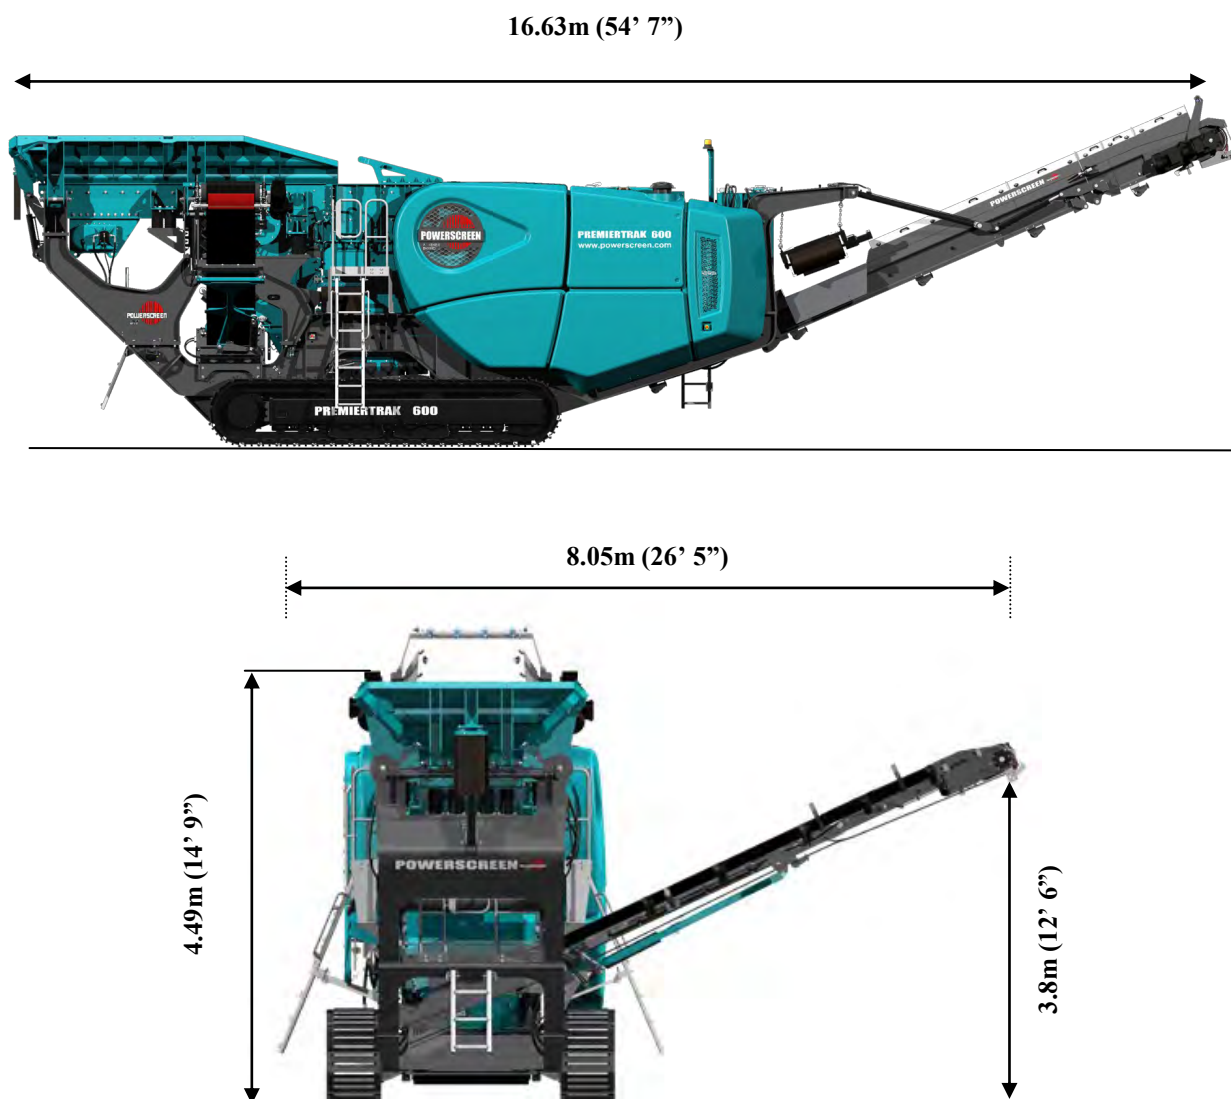 16.63m (54’ 7”)
POWERSCREEN
POWERSCREEN
PREMIERTRAK 600
www.powerscreen.com
POWERSCREEN
PREMIERTRAK 600
8.05m (26’ 5”)
4.49m (14’ 9”)
POWERSCREEN
3.8m (12’ 6”)